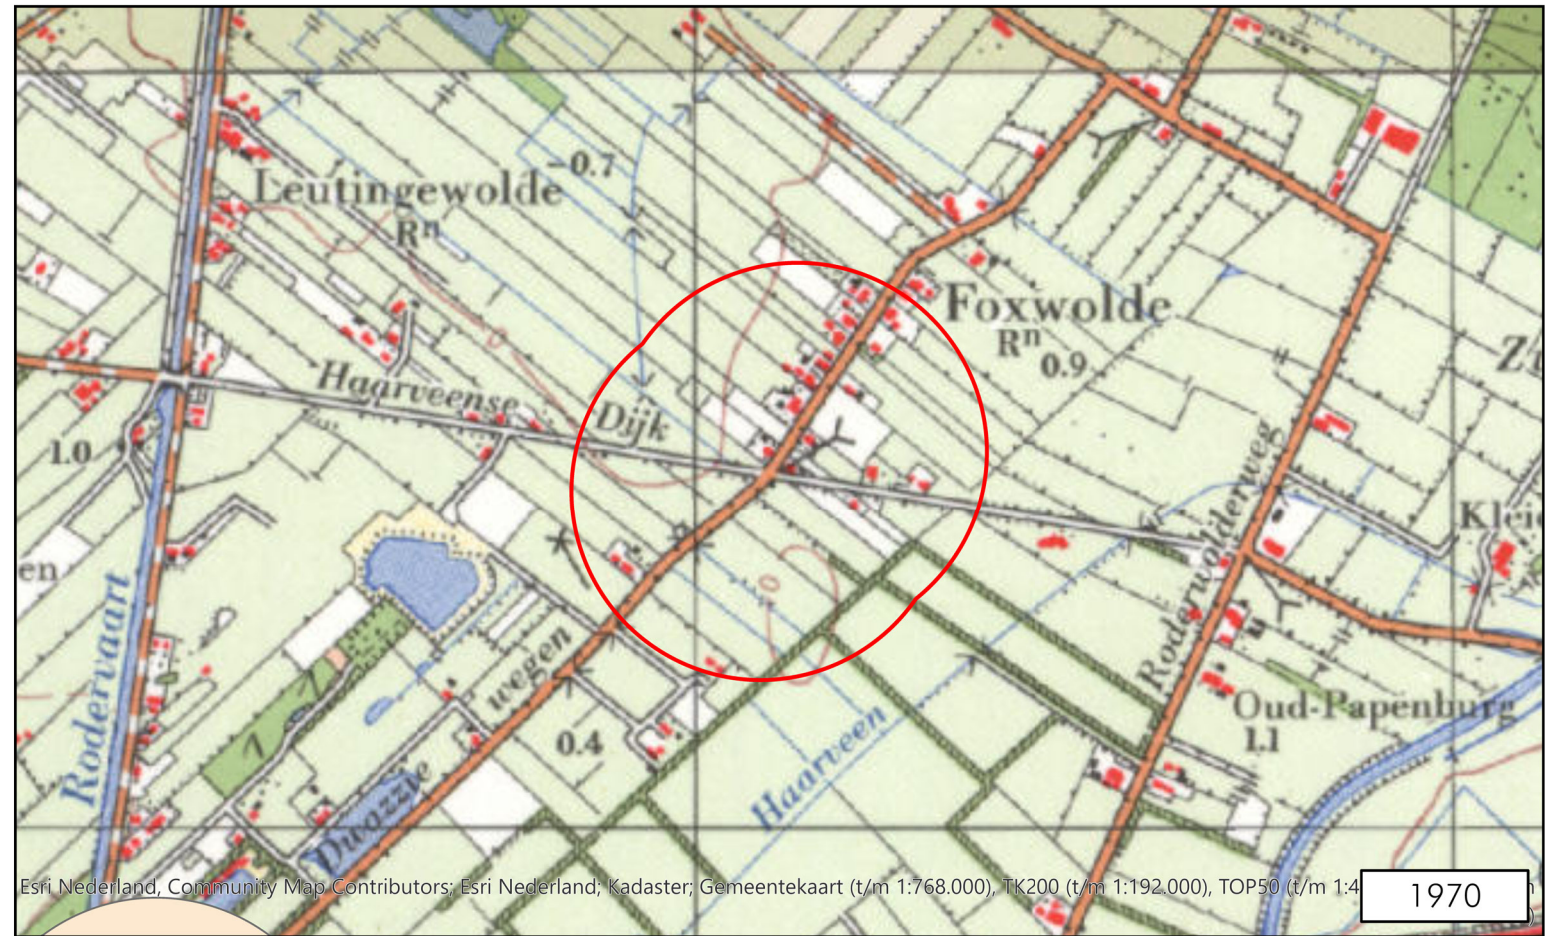 Leutingewolde
Rⁿ
-0.7
Foxwolde
Rⁿ
0.9
Haarveense Dijk
1.0
en
Rodervaart
wegen
0.4
Haarveen
Roderwolderweg
Oud-Papenburg
1.1
Esri Nederland, Community Map Contributors; Esri Nederland; Kadaster; Gemeentekaart (t/m 1:768.000), TK200 (t/m 1:192.000), TOP50 (t/m 1:4
1970